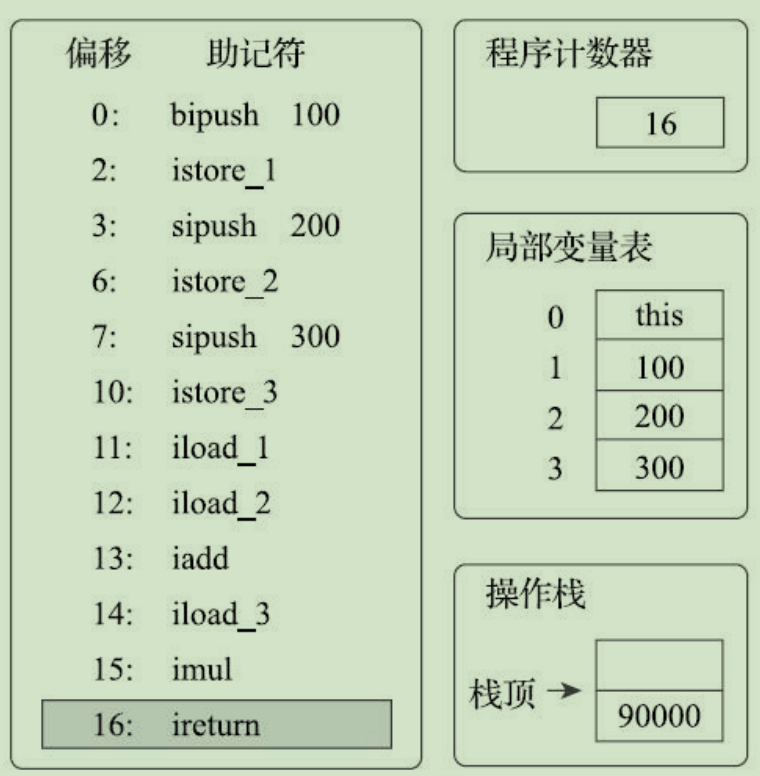 偏移 助记符
0: bipush 100
2: istore_1
3: sipush 200
6: istore_2
7: sipush 300
10: istore_3
11: iload_1
12: iload_2
13: iadd
14: iload_3
15: imul
16: ireturn
程序计数器
16
局部变量表
0 this
1 100
2 200
3 300
操作栈
栈顶 →
90000